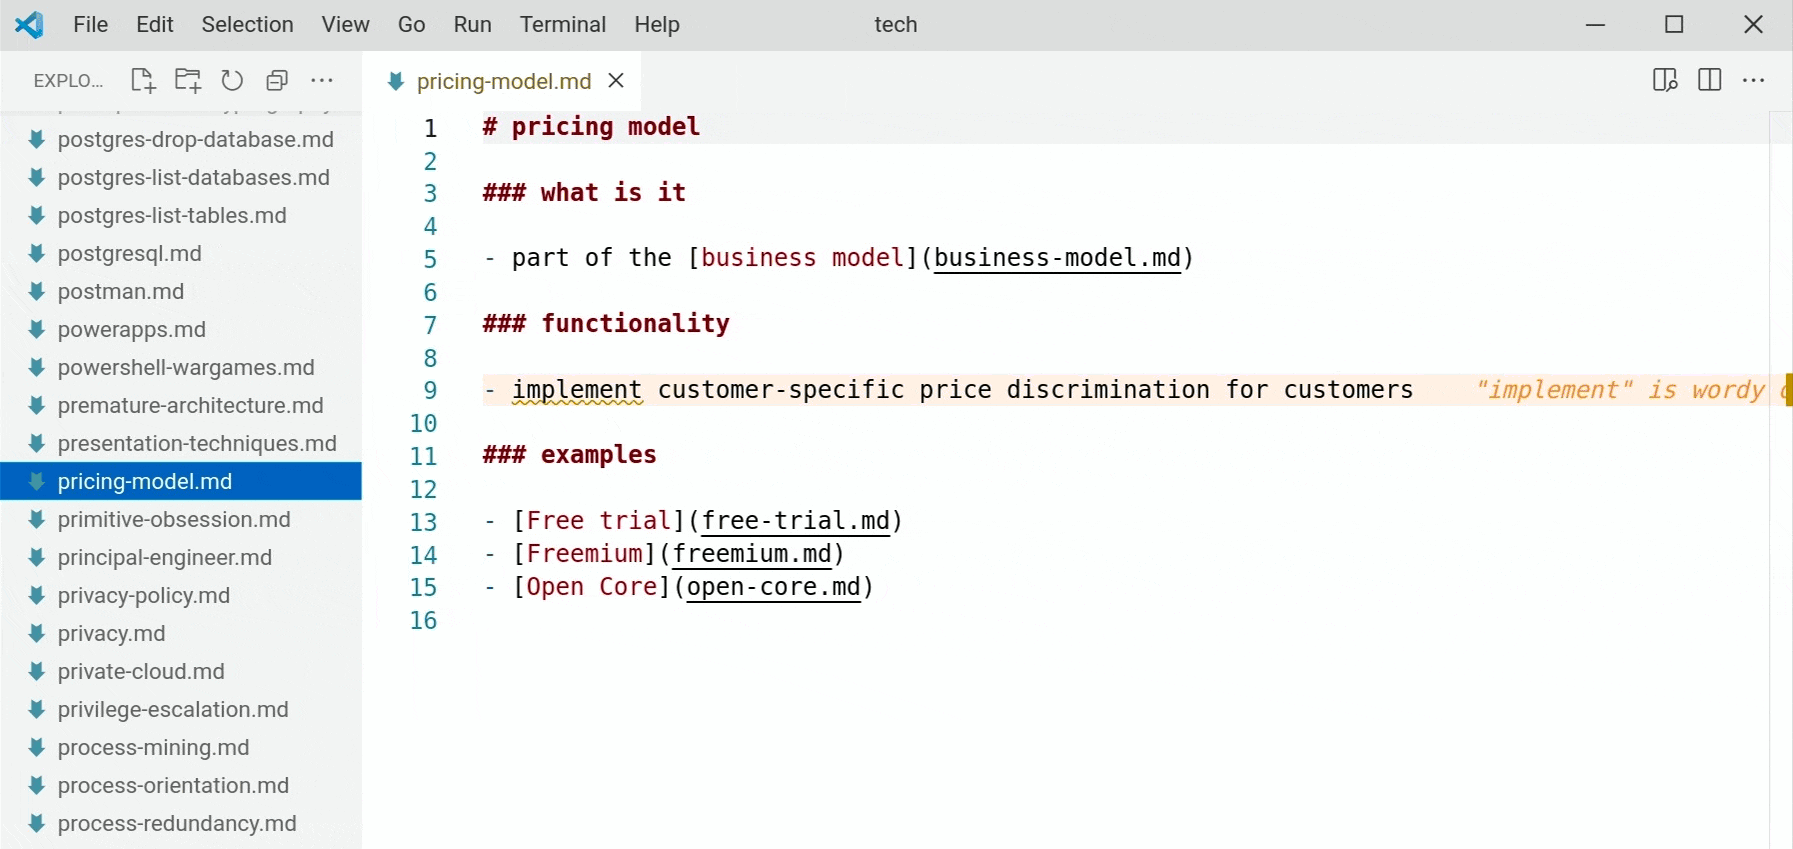 File Edit Selection View Go Run Terminal Help tech
EXPLO...
postgres-drop-database.md
postgres-list-databases.md
postgres-list-tables.md
postgresql.md
postman.md
powerapps.md
powershell-wargames.md
premature-architecture.md
presentation-techniques.md
pricing-model.md
primitive-obsession.md
principal-engineer.md
privacy-policy.md
privacy.md
private-cloud.md
privilege-escalation.md
process-mining.md
process-orientation.md
process-redundancy.md
pricing-model.md
1 # pricing model
2
3 ### what is it
4
5 - part of the [business model](business-model.md)
6
7 ### functionality
8
9 - implement customer-specific price discrimination for customers "implement" is wordy
10
11 ### examples
12
13 - [Free trial](free-trial.md)
14 - [Freemium](freemium.md)
15 - [Open Core](open-core.md)
16